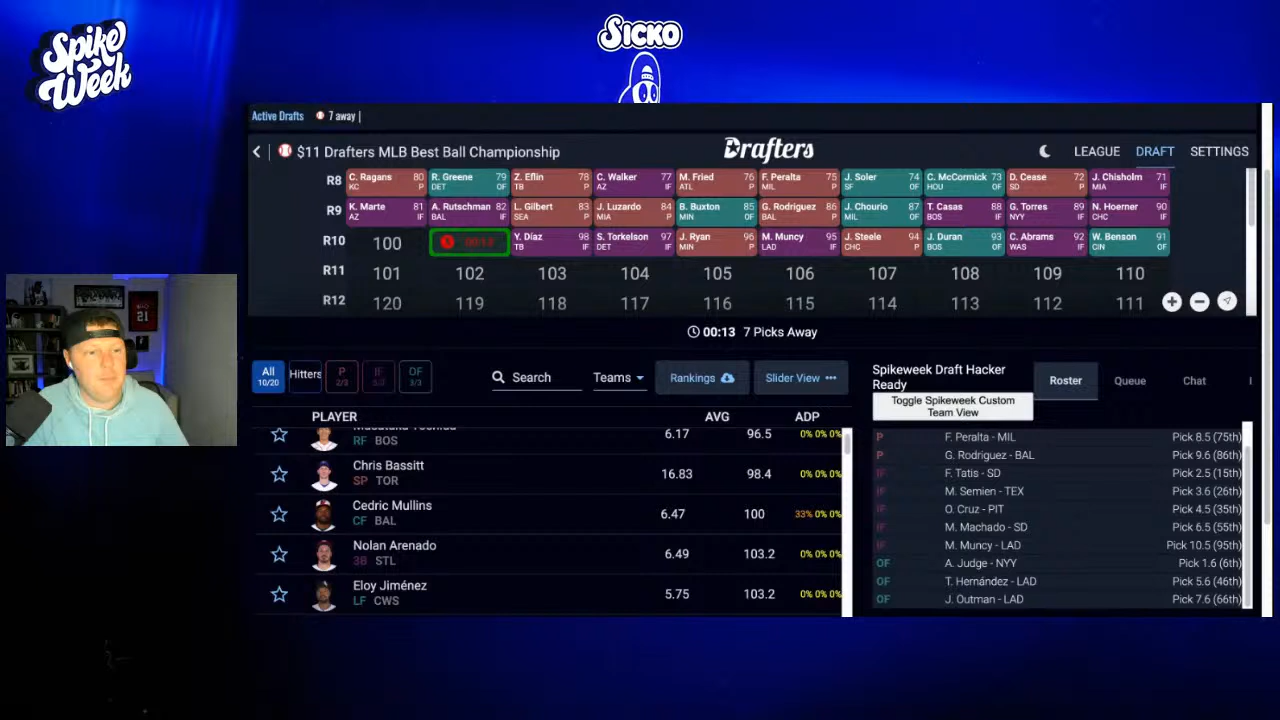 Spike Week
SICKO
Active Drafts 7 away |
$11 Drafters MLB Best Ball Championship
Drafters
LEAGUE DRAFT SETTINGS
R8 C. Ragans 80 R. Greene 79 Z. Eflin 78 C. Walker 77 M. Fried 76 F. Peralta 75 J. Soler 74 C. McCormick 73 D. Cease 72 J. Chisholm 71
KC P DET OF TB P AZ IF ATL P MIL P SF OF HOU OF SD P MIA IF
R9 K. Marte 81 A. Rutschman 82 L. Gilbert 83 J. Luzardo 84 B. Buxton 85 G. Rodriguez 86 J. Chourio 87 T. Casas 88 G. Torres 89 N. Hoerner 90
AZ IF BAL IF SEA P MIA P MIN OF BAL P MIL OF BOS IF NYY IF CHC IF
R10 100 Y. Díaz 98 S. Torkelson 97 J. Ryan 96 M. Muncy 95 J. Steele 94 J. Duran 93 C. Abrams 92 W. Benson 91
TB IF DET IF MIN P LAD IF CHC P BOS OF WAS IF CIN OF
R11 101 102 103 104 105 106 107 108 109 110
R12 120 119 118 117 116 115 114 113 112 111
00:13 7 Picks Away
All 10/20 Hitters P 2/3 IF OF 3/3
Search Teams Rankings Slider View
Spikeweek Draft Hacker
Ready
Roster Queue Chat
Toggle Spikeweek Custom
Team View
PLAYER AVG ADP
RF BOS 6.17 96.5 0% 0% 0%
Chris Bassitt
SP TOR 16.83 98.4 0% 0% 0%
Cedric Mullins
CF BAL 6.47 100 33% 0% 0%
Nolan Arenado
3B STL 6.49 103.2 0% 0% 0%
Eloy Jiménez
LF CWS 5.75 103.2 0% 0% 0%
P F. Peralta - MIL Pick 8.5 (75th)
P G. Rodriguez - BAL Pick 9.6 (86th)
IF F. Tatis - SD Pick 2.5 (15th)
IF M. Semien - TEX Pick 3.6 (26th)
IF O. Cruz - PIT Pick 4.5 (35th)
IF M. Machado - SD Pick 6.5 (55th)
IF M. Muncy - LAD Pick 10.5 (95th)
OF A. Judge - NYY Pick 1.6 (6th)
OF T. Hernández - LAD Pick 5.6 (46th)
OF J. Outman - LAD Pick 7.6 (66th)
21